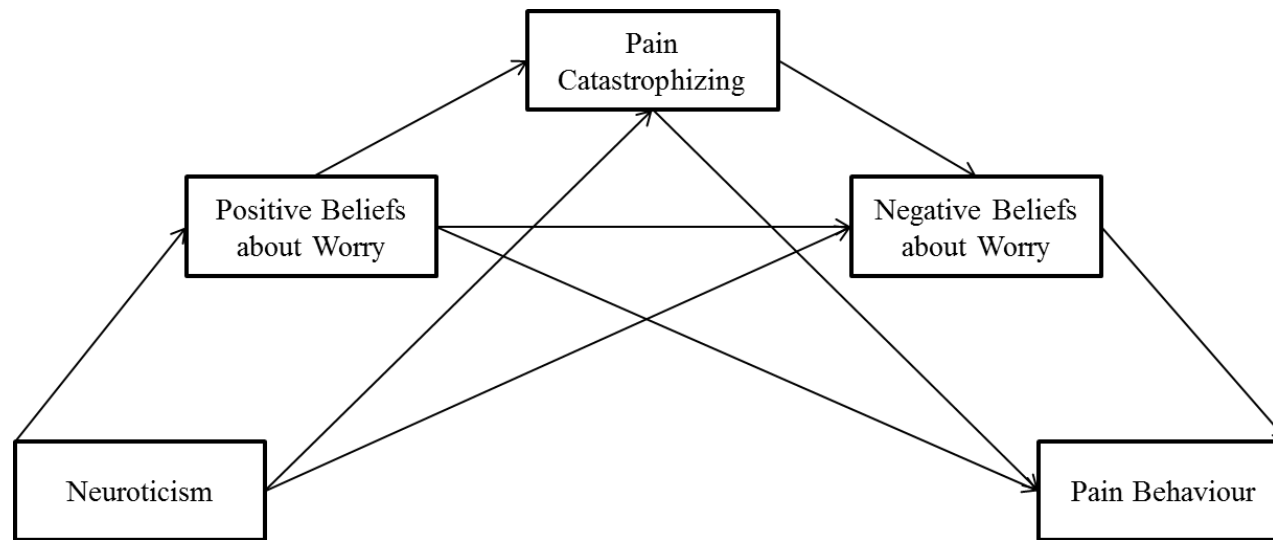 Pain
Catastrophizing
Positive Beliefs
about Worry
Negative Beliefs
about Worry
Neuroticism
Pain Behaviour